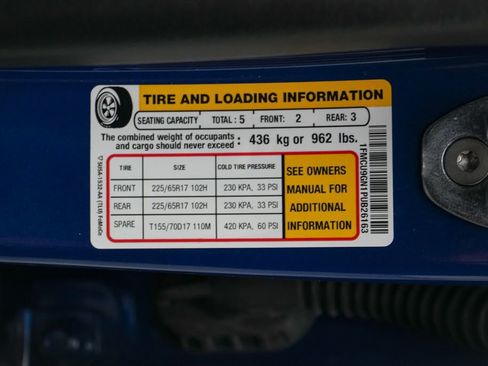 TIRE AND LOADING INFORMATION
SEATING CAPACITY TOTAL: 5 FRONT: 2 REAR: 3
The combined weight of occupants and cargo should never exceed: 436 kg or 962 lbs.
TIRE SIZE COLD TIRE PRESSURE
FRONT 225/65R17 102H 230 KPA, 33 PSI
REAR 225/65R17 102H 230 KPA, 33 PSI
SPARE T155/70D17 110M 420 KPA, 60 PSI
SEE OWNERS
MANUAL FOR
ADDITIONAL
INFORMATION